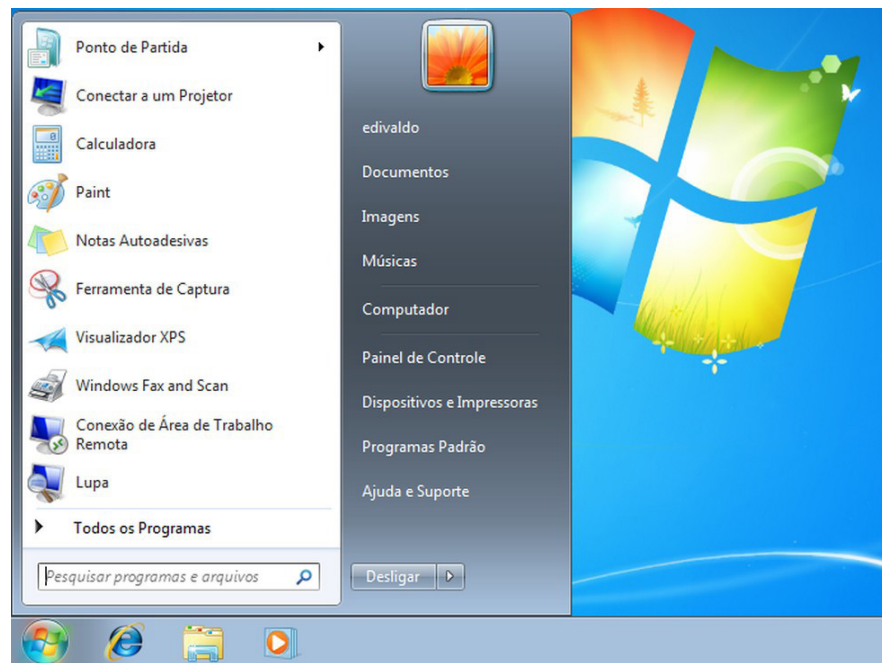 Ponto de Partida
Conectar a um Projetor
Calculadora
Paint
Notas Autoadesivas
Ferramenta de Captura
Visualizador XPS
Windows Fax and Scan
Conexão de Área de Trabalho
Remota
Lupa
Todos os Programas
Pesquisar programas e arquivos
edivaldo
Documentos
Imagens
Músicas
Computador
Painel de Controle
Dispositivos e Impressoras
Programas Padrão
Ajuda e Suporte
Desligar